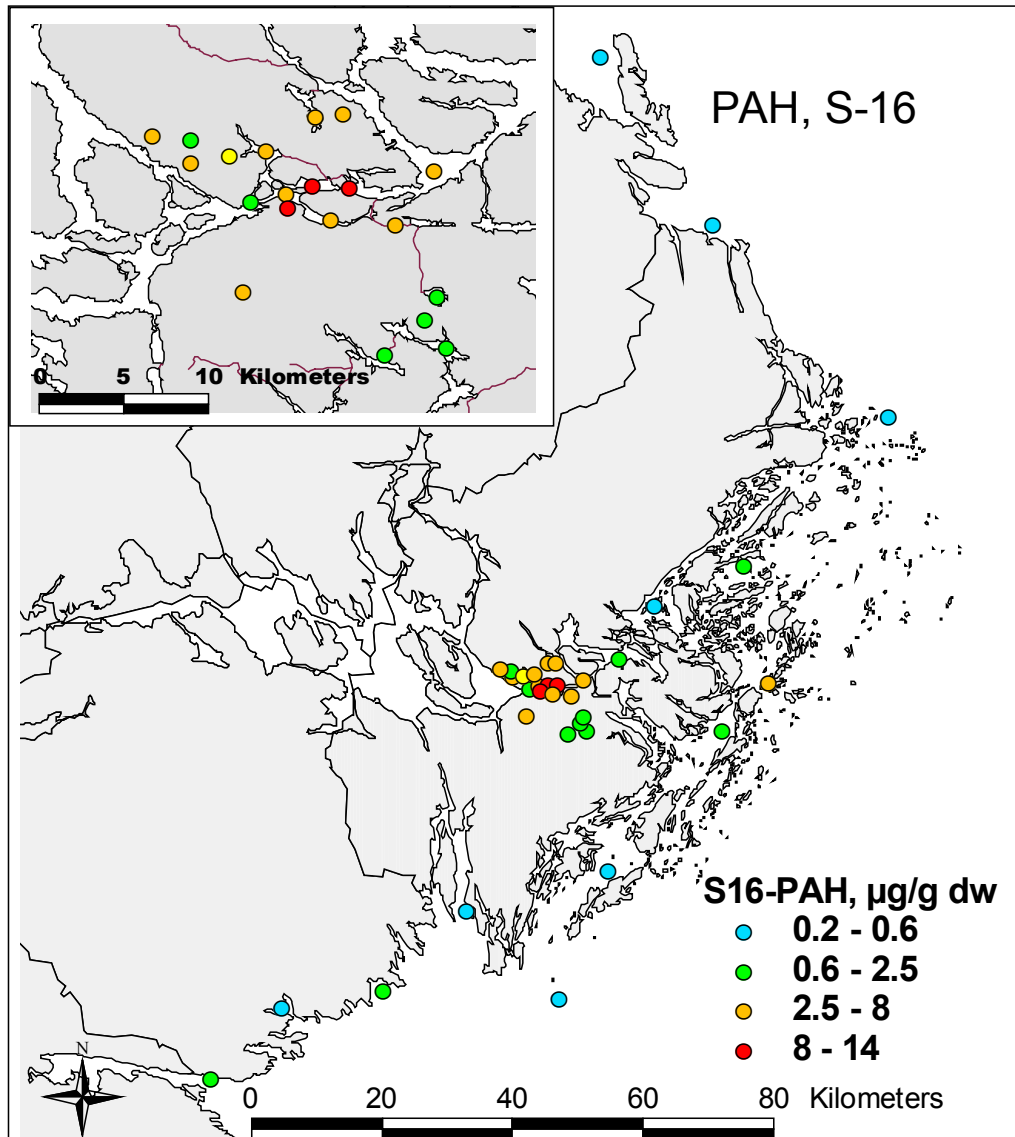 PAH, S-16
0 5 10 Kilometers
S16-PAH, µg/g dw
0.2 - 0.6
0.6 - 2.5
2.5 - 8
8 - 14
N
0 20 40 60 80 Kilometers